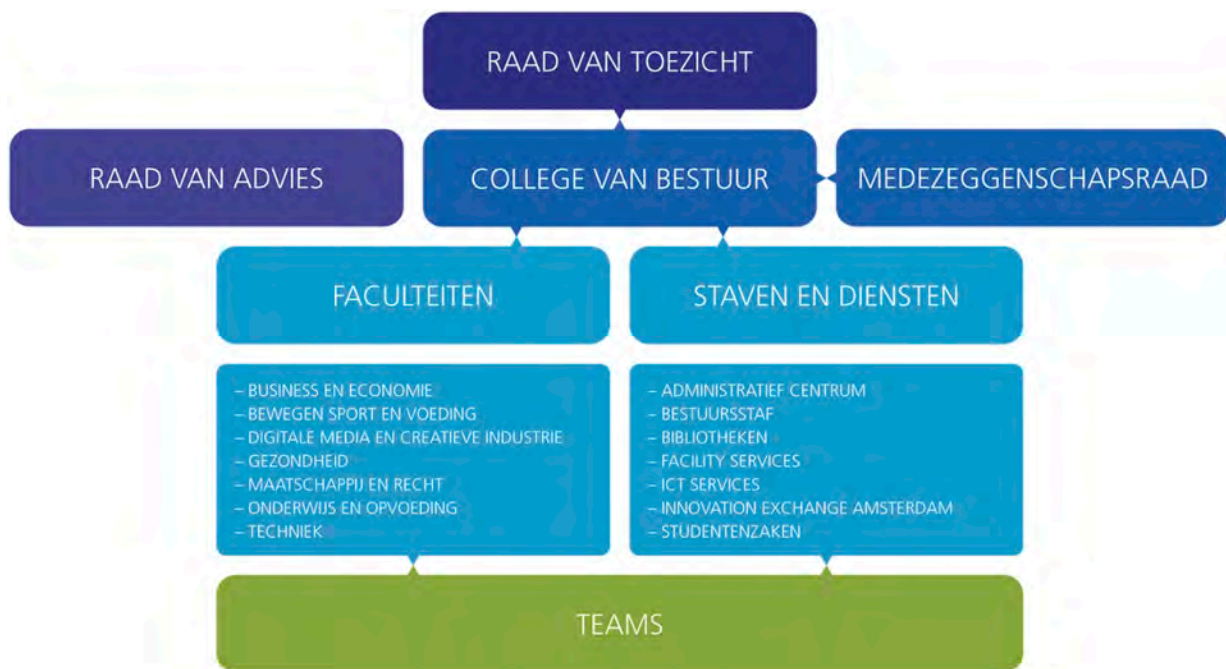 RAAD VAN TOEZICHT
RAAD VAN ADVIES
COLLEGE VAN BESTUUR
MEDEZEGGENSCHAPSRAAD
FACULTEITEN
STAVEN EN DIENSTEN
– BUSINESS EN ECONOMIE
– BEWEGEN SPORT EN VOEDING
– DIGITALE MEDIA EN CREATIEVE INDUSTRIE
– GEZONDHEID
– MAATSCHAPPIJ EN RECHT
– ONDERWIJS EN OPVOEDING
– TECHNIEK
– ADMINISTRATIEF CENTRUM
– BESTUURSSTAF
– BIBLIOTHEKEN
– FACILITY SERVICES
– ICT SERVICES
– INNOVATION EXCHANGE AMSTERDAM
– STUDENTENZAKEN
TEAMS